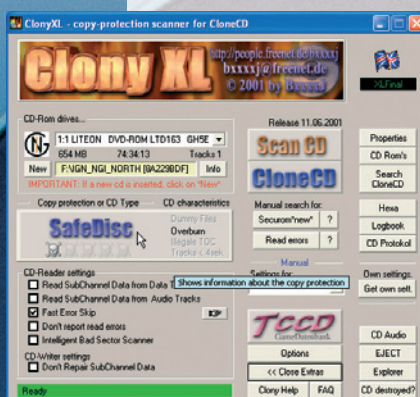 ClonyXL - copy-protection scanner for CloneCD
Clony XL
http://people.freenet.de/bxxxxj
bxxxxj@freenet.de
© 2001 by Bxxxxj
XLFinal
CD-Rom drives...
1:1 LITEON DVD-ROM LTD163 GH5E
654 MB 74:34:13 Tracks 1
New F:\IGN_NGI_NORTH [8A229BDF] Info
IMPORTANT: If a new cd is inserted, click on "New"
Copy protection or CD Type
CD characteristics
SafeDisc
Dummy Files
Overburn
Illegale TOC
Tracks < 4sek.
CD-Reader settings
Read SubChannel Data from Data T
Read SubChannel Data from Audio Tracks
Fast Error Skip
Don't report read errors
Intelligent Bad Sector Scanner
CD-Writer settings
Don't Repair SubChannel Data
Ready
Release 11.06.2001
Scan CD
CloneCD
Manual search for:
Securom*new* ?
Read errors ?
Manual
Settings for:
Shows information about the copy protection
TCCD
GameDatenbank
Options
<< Close Extras
Clony Help FAQ
Properties
CD Rom's
Search
CloneCD
Hexa
Logbook
CD Protokol
Own settings.
Get own sett.
CD Audio
EJECT
Explorer
CD destroyed?